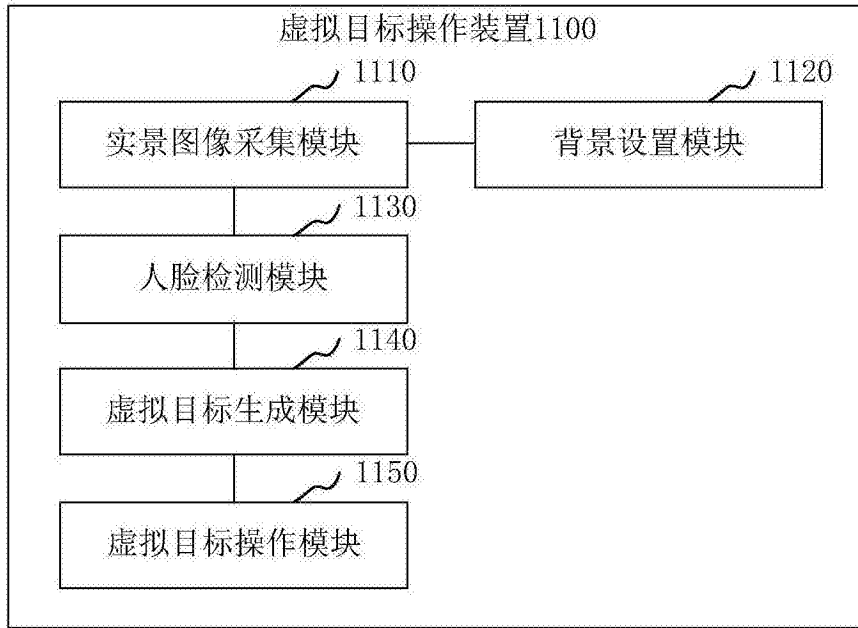 虚拟目标操作装置1100
1110
1120
实景图像采集模块
背景设置模块
1130
人脸检测模块
1140
虚拟目标生成模块
1150
虚拟目标操作模块